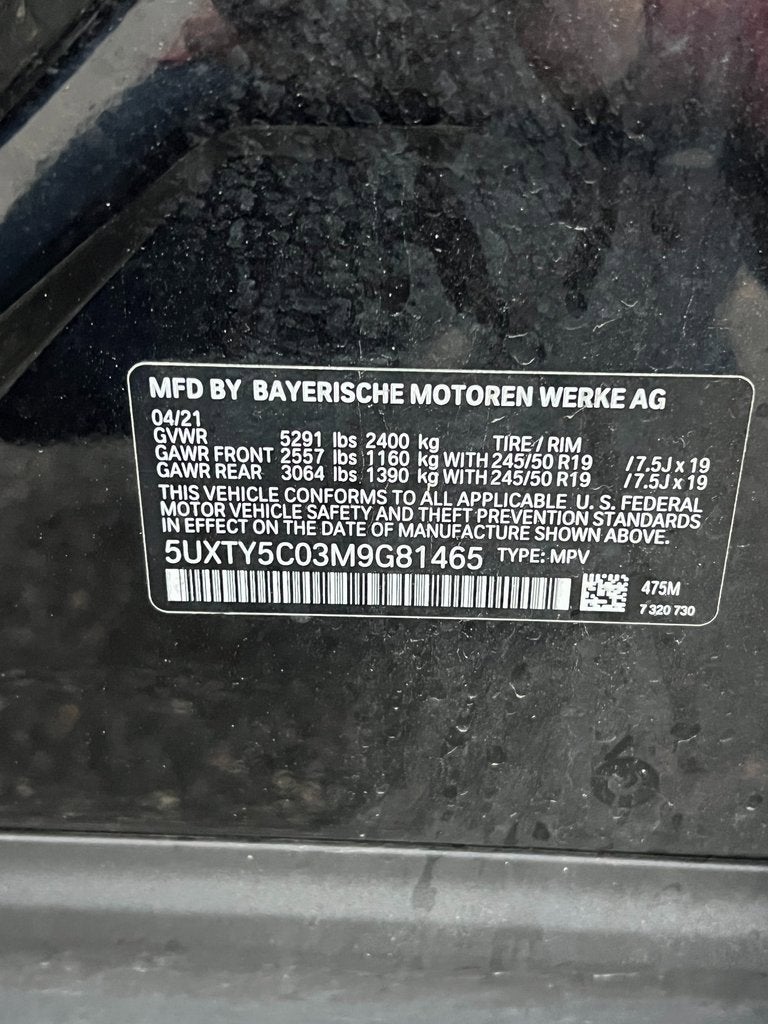 MFD BY BAYERISCHE MOTOREN WERKE AG
04/21
GVWR 5291 lbs 2400 kg TIRE / RIM
GAWR FRONT 2557 lbs 1160 kg WITH 245/50 R19 /7.5J x 19
GAWR REAR 3064 lbs 1390 kg WITH 245/50 R19 /7.5J x 19
THIS VEHICLE CONFORMS TO ALL APPLICABLE U. S. FEDERAL
MOTOR VEHICLE SAFETY AND THEFT PREVENTION STANDARDS
IN EFFECT ON THE DATE OF MANUFACTURE SHOWN ABOVE.
5UXTY5C03M9G81465 TYPE: MPV
475M
7 320 730